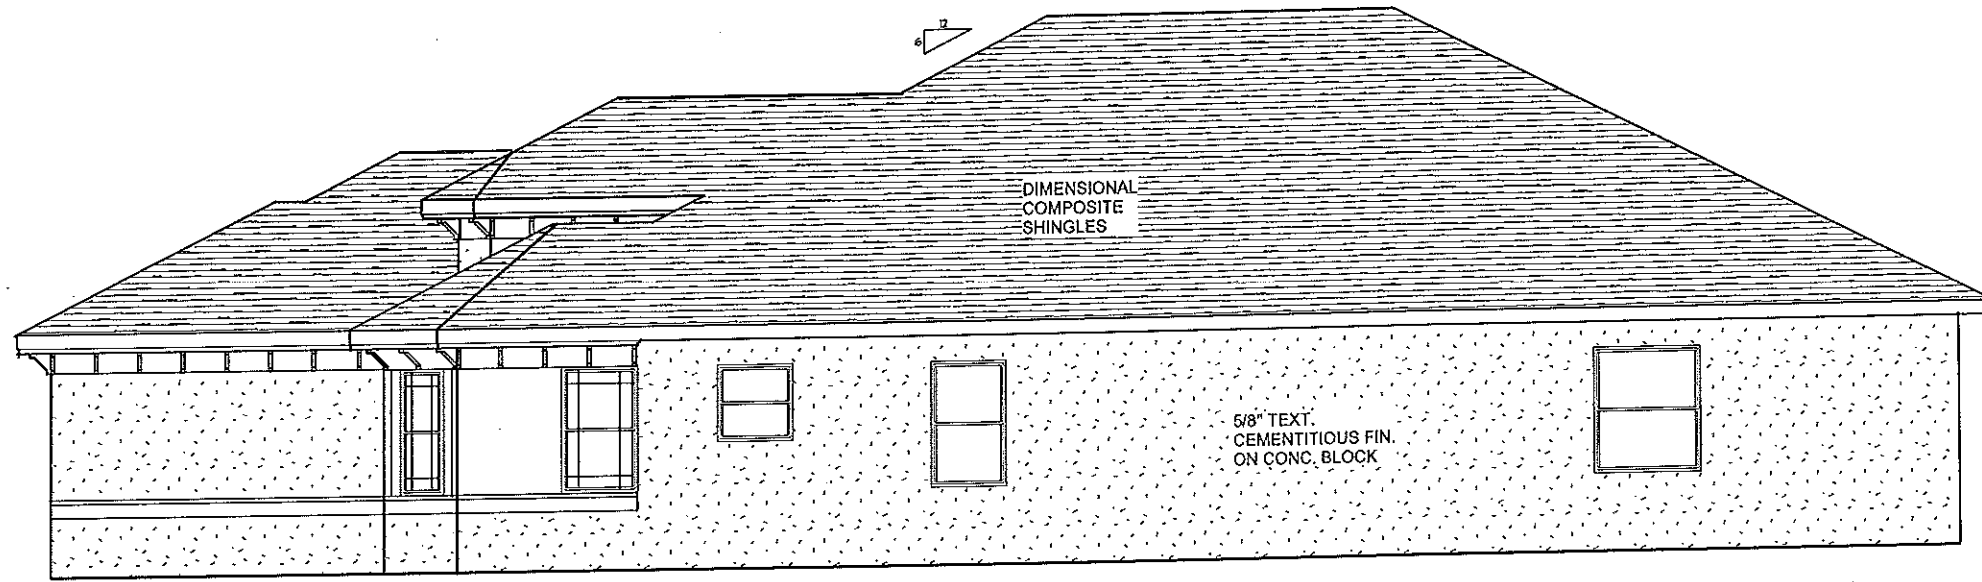 12
6
DIMENSIONAL
COMPOSITE
SHINGLES
5/8" TEXT.
CEMENTITIOUS FIN.
ON CONC. BLOCK